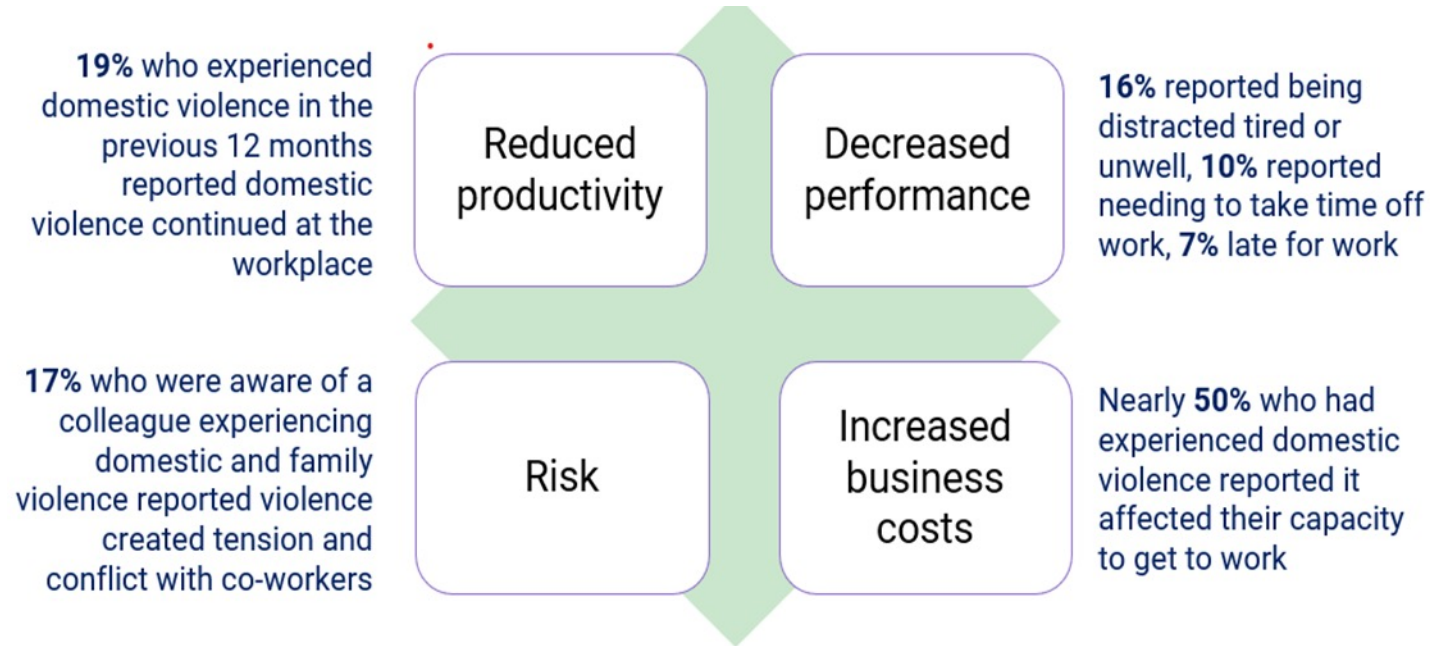 19% who experienced
domestic violence in the
previous 12 months
reported domestic
violence continued at the
workplace
Reduced
productivity
Decreased
performance
16% reported being
distracted tired or
unwell, 10% reported
needing to take time off
work, 7% late for work
17% who were aware of a
colleague experiencing
domestic and family
violence reported violence
created tension and
conflict with co-workers
Risk
Increased
business
costs
Nearly 50% who had
experienced domestic
violence reported it
affected their capacity
to get to work